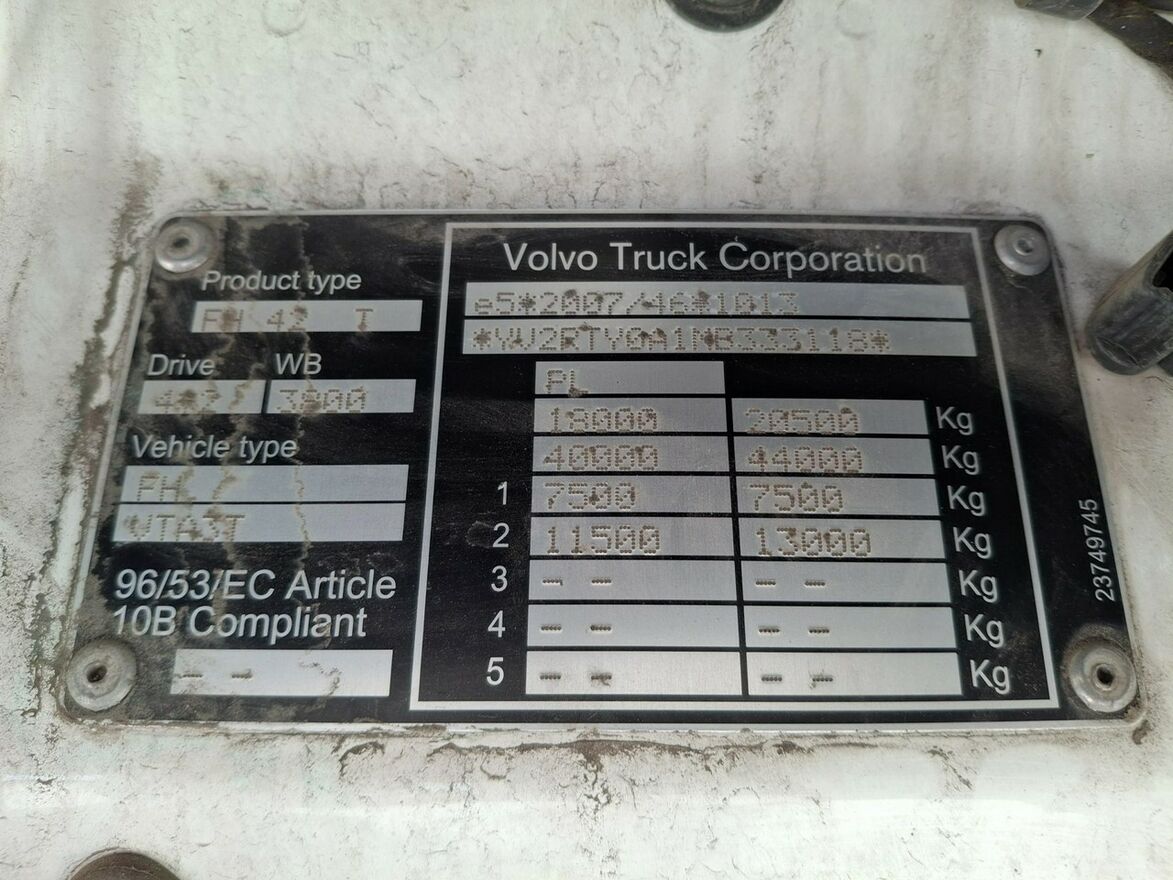 Volvo Truck Corporation
Product type
FH 42 T
Drive WB
4x2 3800
Vehicle type
FH
VTA3T
96/53/EC Article
10B Compliant
-- --
e5*2007/46*1013
*YV2RTY0A1MB333118*
PL
18000 20500 Kg
40000 44000 Kg
1 7500 7500 Kg
2 11500 13000 Kg
3 -- -- -- -- Kg
4 -- -- -- -- Kg
5 -- -- -- -- Kg
23749745